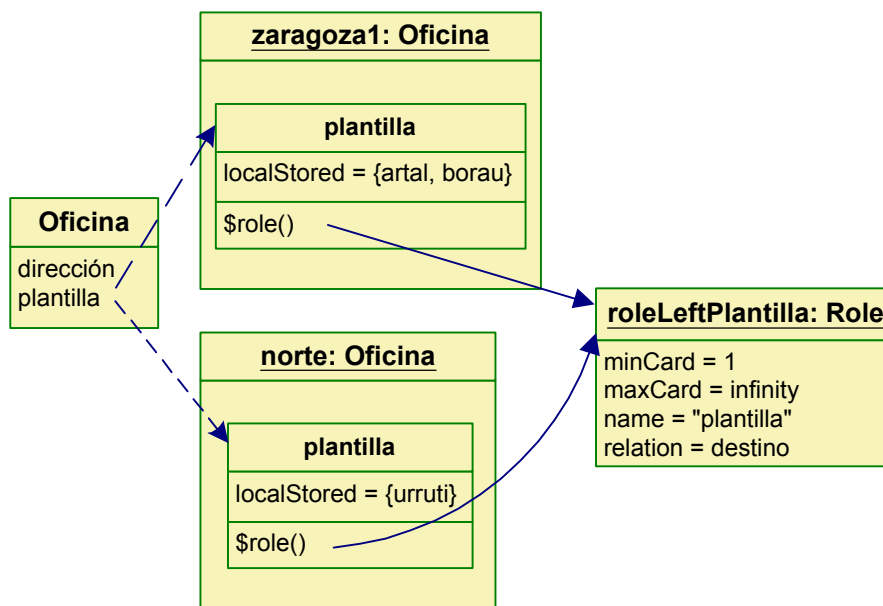 zaragoza1: Oficina
plantilla
localStored = {artal, borau}
$role()
Oficina
dirección
plantilla
roleLeftPlantilla: Role
minCard = 1
maxCard = infinity
name = "plantilla"
relation = destino
norte: Oficina
plantilla
localStored = {urruti}
$role()